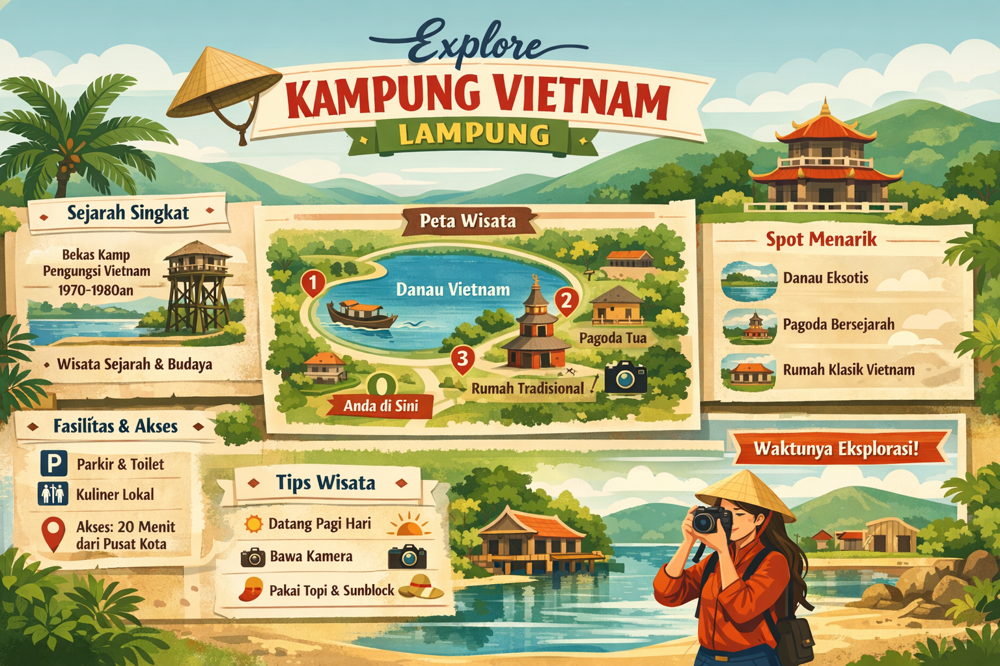 Explore
KAMPUNG VIETNAM
LAMPUNG
Sejarah Singkat
Bekas Kamp
Pengungsi Vietnam
1970-1980an
Wisata Sejarah & Budaya
Peta Wisata
1
Danau Vietnam
2
Pagoda Tua
3
Rumah Tradisional
0
Anda di Sini
Spot Menarik
Danau Eksotis
Pagoda Bersejarah
Rumah Klasik Vietnam
Fasilitas & Akses
P
Parkir & Toilet
Kuliner Lokal
Akses: 20 Menit
dari Pusat Kota
Tips Wisata
Datang Pagi Hari
Bawa Kamera
Pakai Topi & Sunblock
Waktunya Eksplorasi!